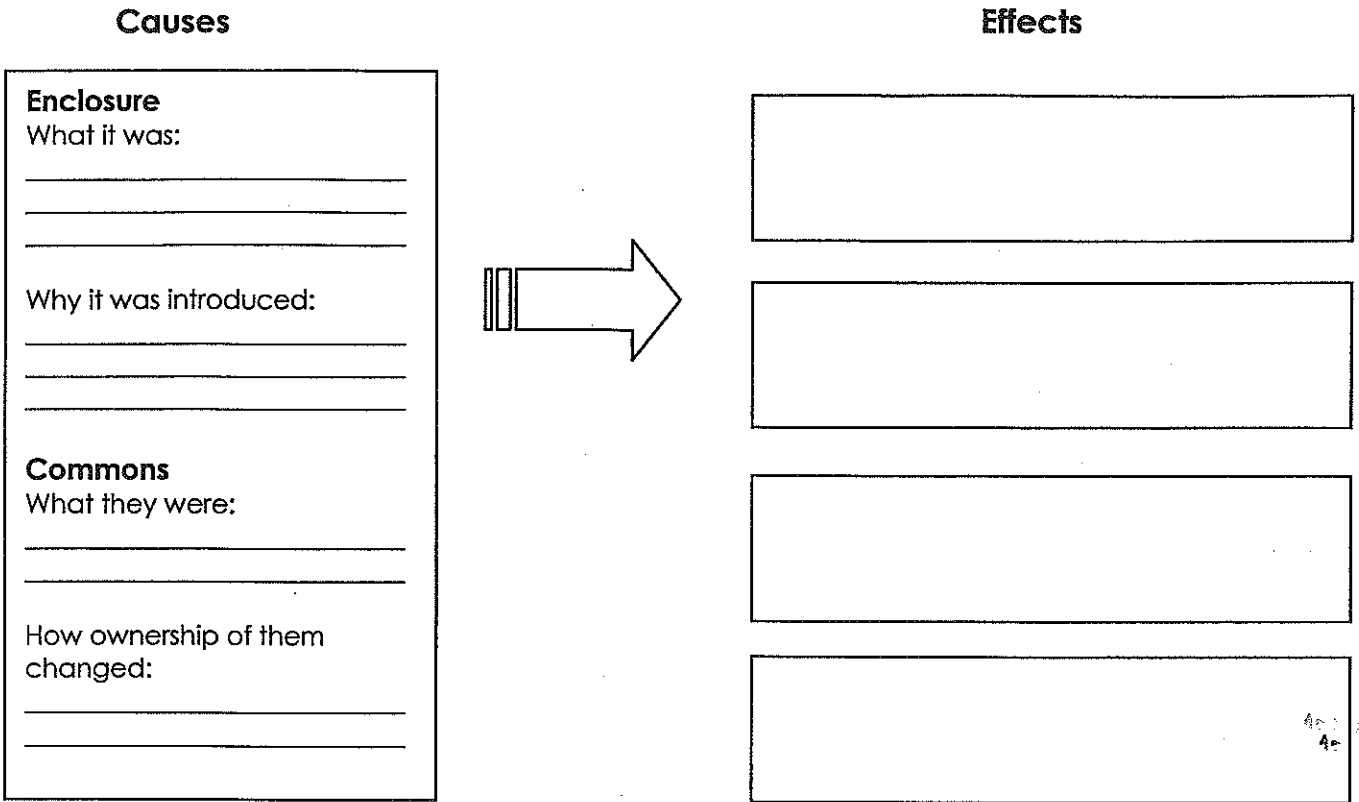 Causes
Effects
Enclosure
What it was:
Why it was introduced:
Commons
What they were:
How ownership of them
changed: